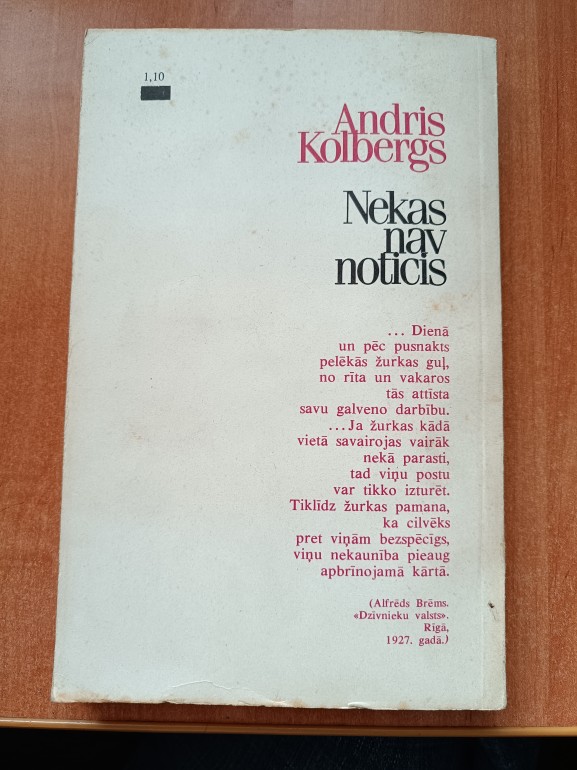 1,10
Andris
Kolbergs
Nekas
nav
noticis
... Dienā
un pēc pusnakts
pelēkās žurkas guļ,
no rīta un vakaros
tās attīsta
savu galveno darbību.
...Ja žurkas kādā
vietā savairojas vairāk
nekā parasti,
tad viņu postu
var tikko izturēt.
Tiklīdz žurkas pamana,
ka cilvēks
pret viņām bezspēcīgs,
viņu nekaunība pieaug
apbrīnojamā kārtā.
(Alfrēds Brēms.
«Dzīvnieku valsts».
Rīgā,
1927. gadā.)